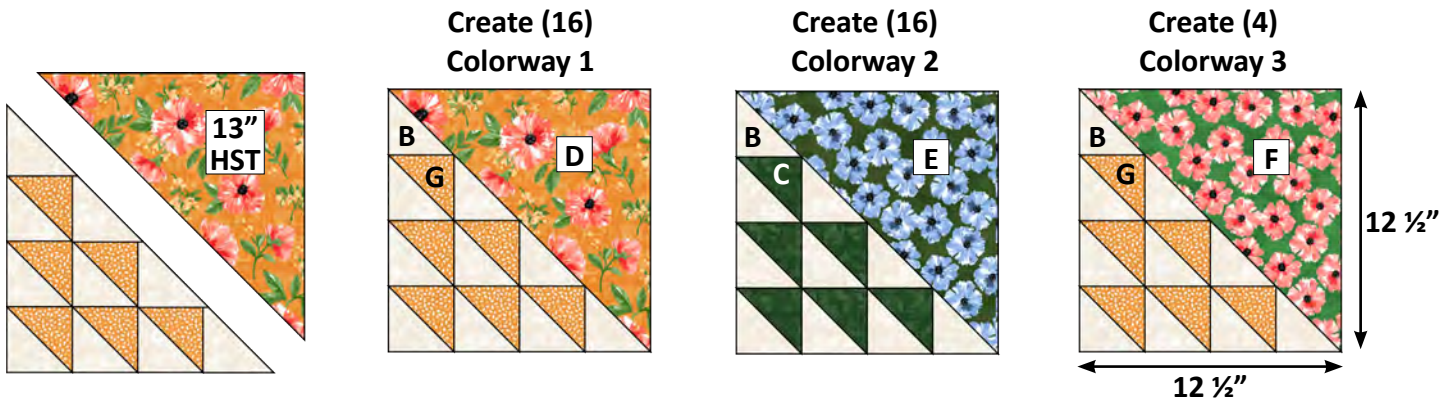 Create (16)
Colorway 1
Create (16)
Colorway 2
Create (4)
Colorway 3
13”
HST
B
D
G
B
E
C
B
F
G
12 ½”
12 ½”